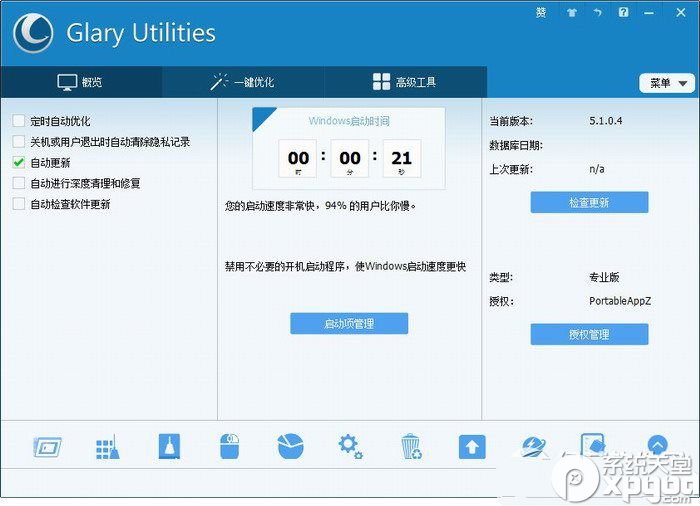 赞
Glary Utilities
概览
一键优化
高级工具
菜单
定时自动优化
关机或用户退出时自动清除隐私记录
自动更新
自动进行深度清理和修复
自动检查软件更新
Windows启动时间
00 : 00 : 21
时 分 秒
您的启动速度非常快，94% 的用户比你慢。
禁用不必要的开机启动程序，使Windows启动速度更快
启动项管理
当前版本: 5.1.0.4
数据库日期:
上次更新: n/a
检查更新
类型: 专业版
授权: PortableAppZ
授权管理
系统天堂
xpgbt.com